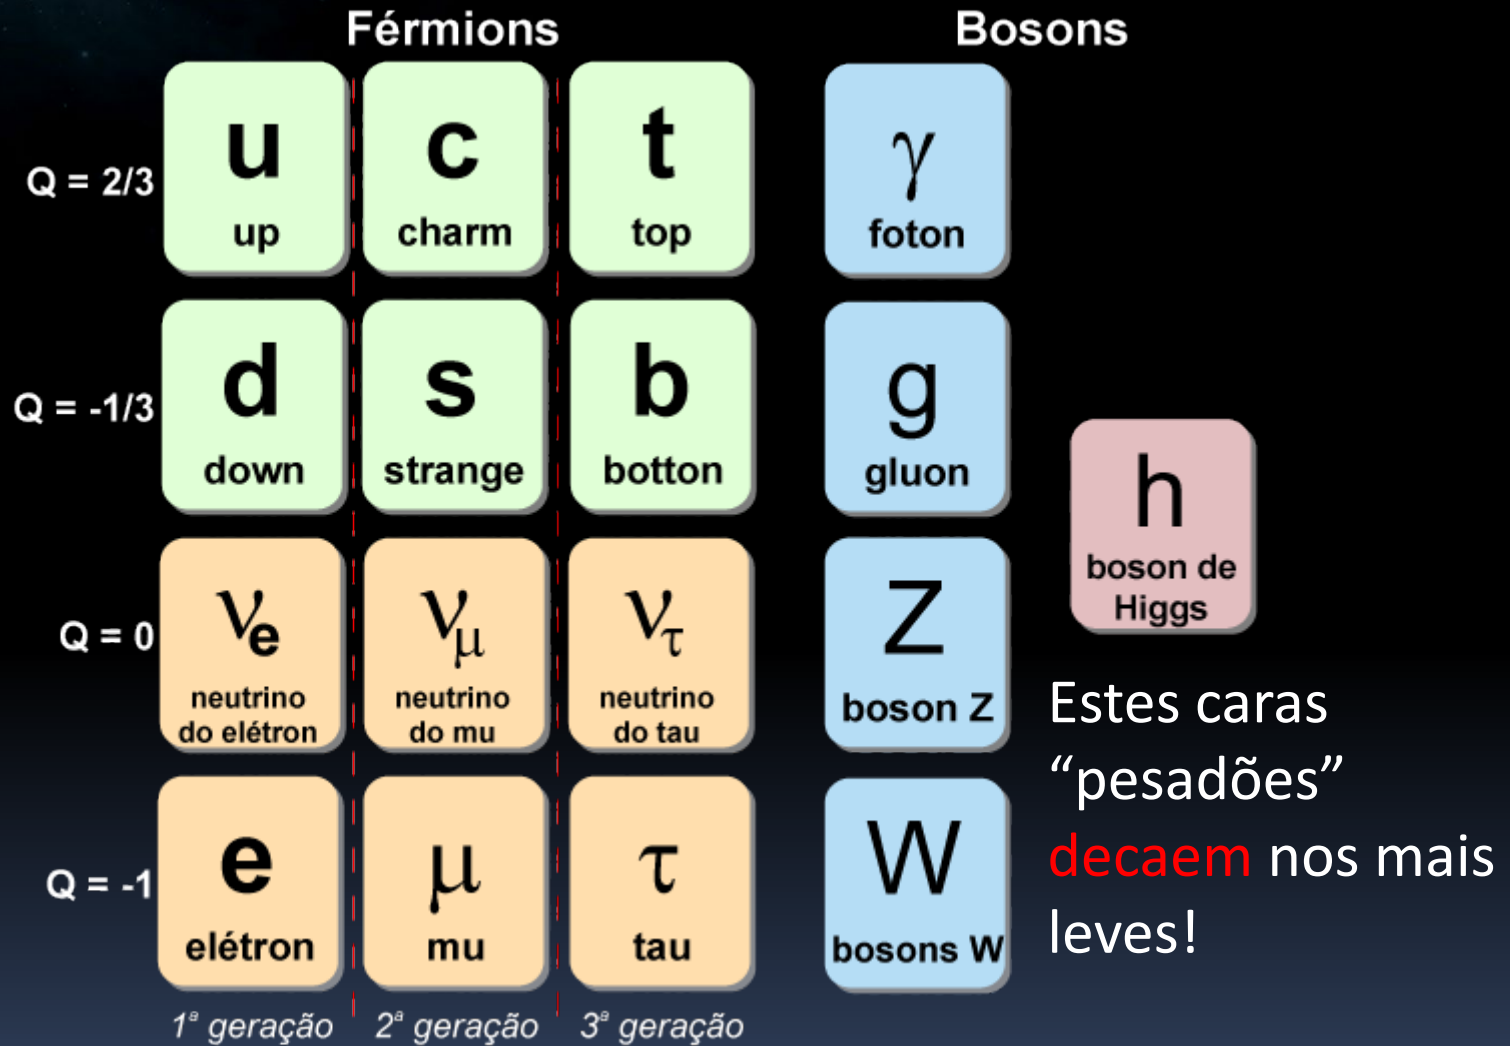 Férmions
Bosons
Q = 2/3
u
up
c
charm
t
top
γ
foton
Q = -1/3
d
down
s
strange
b
botton
g
gluon
h
boson de
Higgs
Q = 0
νe
neutrino
do elétron
νμ
neutrino
do mu
ντ
neutrino
do tau
Z
boson Z
Q = -1
e
elétron
μ
mu
τ
tau
W
bosons W
1ª geração
2ª geração
3ª geração
Estes caras
“pesadões”
decaem nos mais
leves!